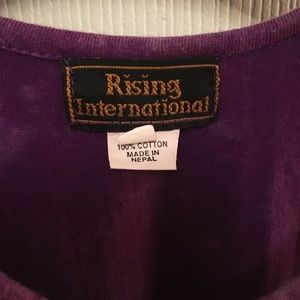 Rising
International
100% COTTON
MADE IN
NEPAL